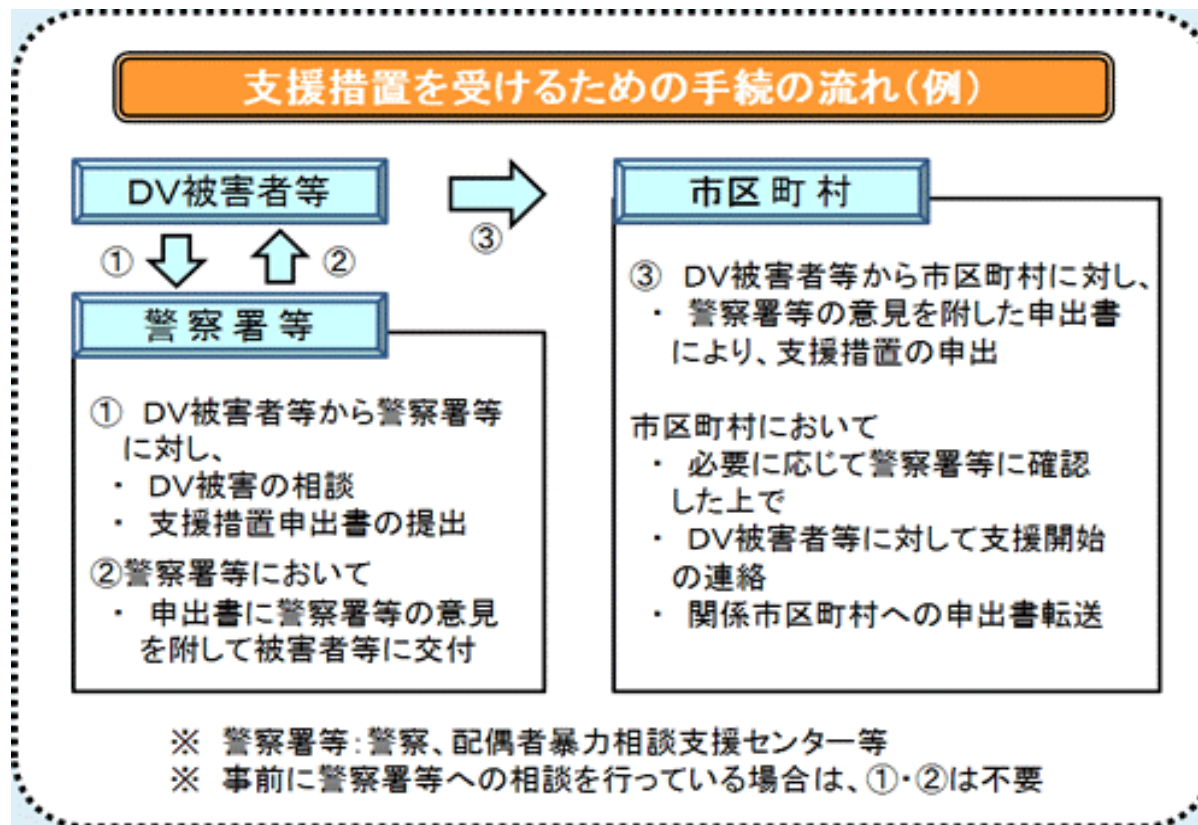 支援措置を受けるための手続の流れ(例)
DV被害者等
①
②
③
警察署等
① DV被害者等から警察署等
に対し、
・ DV被害の相談
・ 支援措置申出書の提出
②警察署等において
・ 申出書に警察署等の意見
を附して被害者等に交付
市区町村
③ DV被害者等から市区町村に対し、
・ 警察署等の意見を附した申出書
により、支援措置の申出
市区町村において
・ 必要に応じて警察署等に確認
した上で
・ DV被害者等に対して支援開始
の連絡
・ 関係市区町村への申出書転送
※ 警察署等:警察、配偶者暴力相談支援センター等
※ 事前に警察署等への相談を行っている場合は、①・②は不要